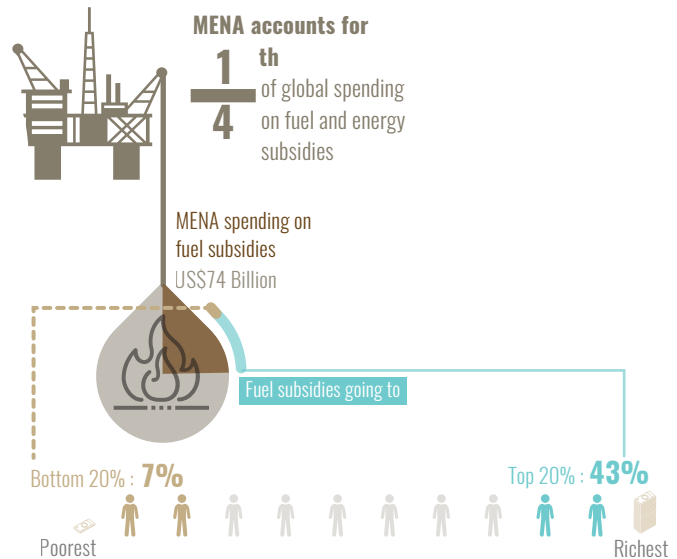 MENA accounts for
1 th
4
of global spending
on fuel and energy
subsidies
MENA spending on
fuel subsidies
US$74 Billion
Fuel subsidies going to
Bottom 20% : 7%
Top 20% : 43%
Poorest
Richest